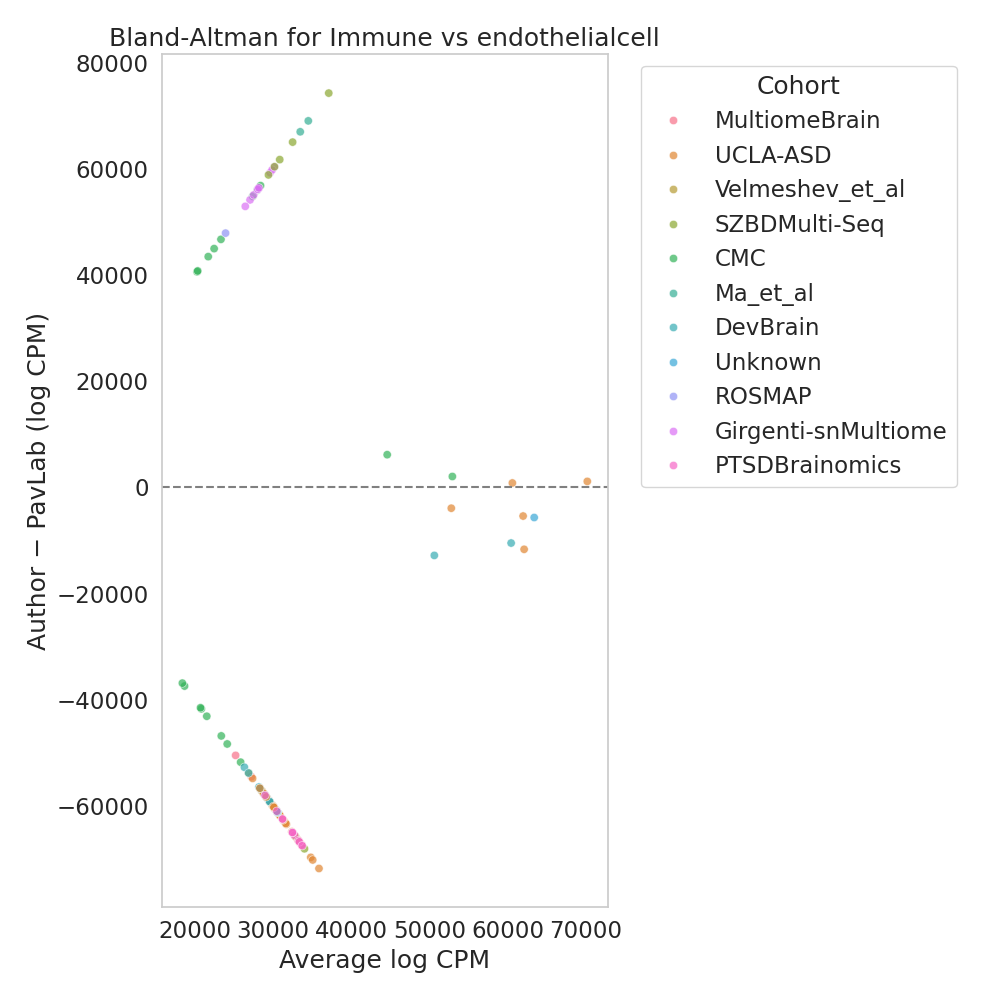 Bland-Altman for Immune vs endothelialcell
80000
60000
40000
20000
0
−20000
−40000
−60000
Author − PavLab (log CPM)
20000 30000 40000 50000 60000 70000
Average log CPM
Cohort
MultiomeBrain
UCLA-ASD
Velmeshev_et_al
SZBDMulti-Seq
CMC
Ma_et_al
DevBrain
Unknown
ROSMAP
Girgenti-snMultiome
PTSDBrainomics